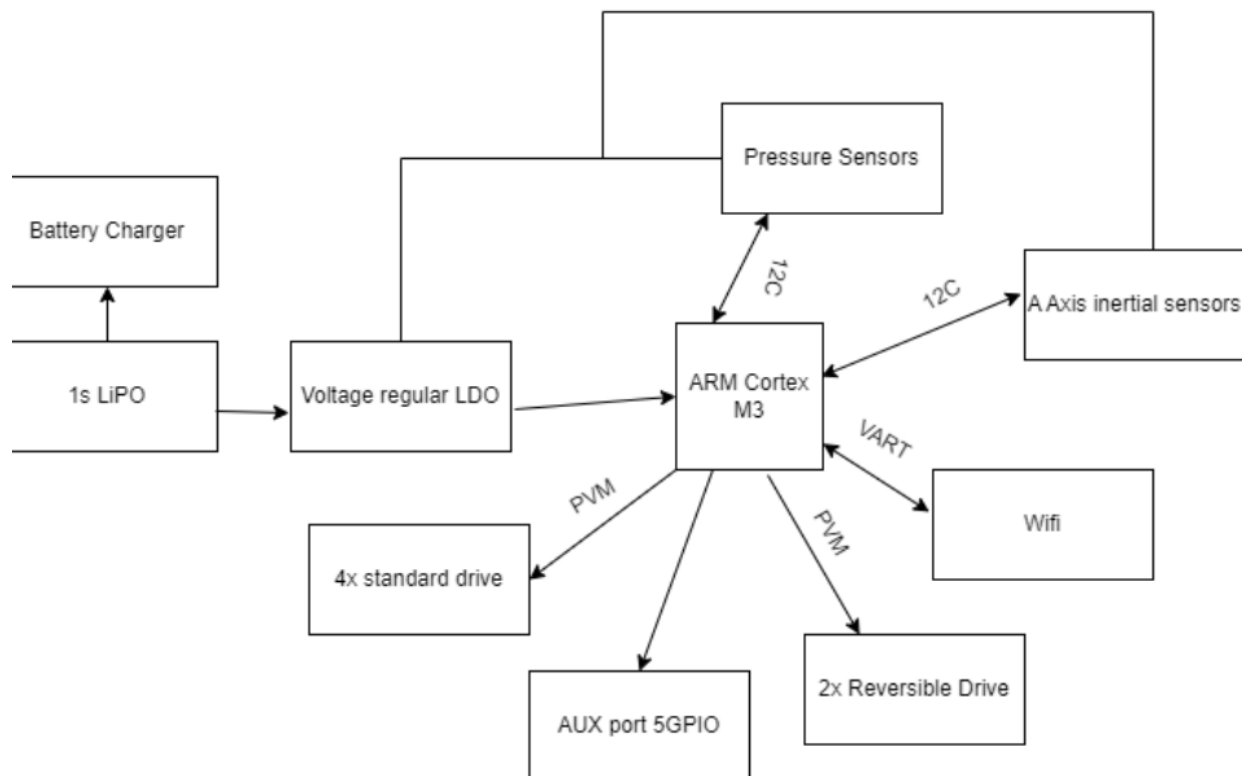 Pressure Sensors
Battery Charger
12C
12C
A Axis inertial sensors
1s LiPO
Voltage regular LDO
ARM Cortex
M3
VART
PVM
PVM
Wifi
4x standard drive
2x Reversible Drive
AUX port 5GPIO